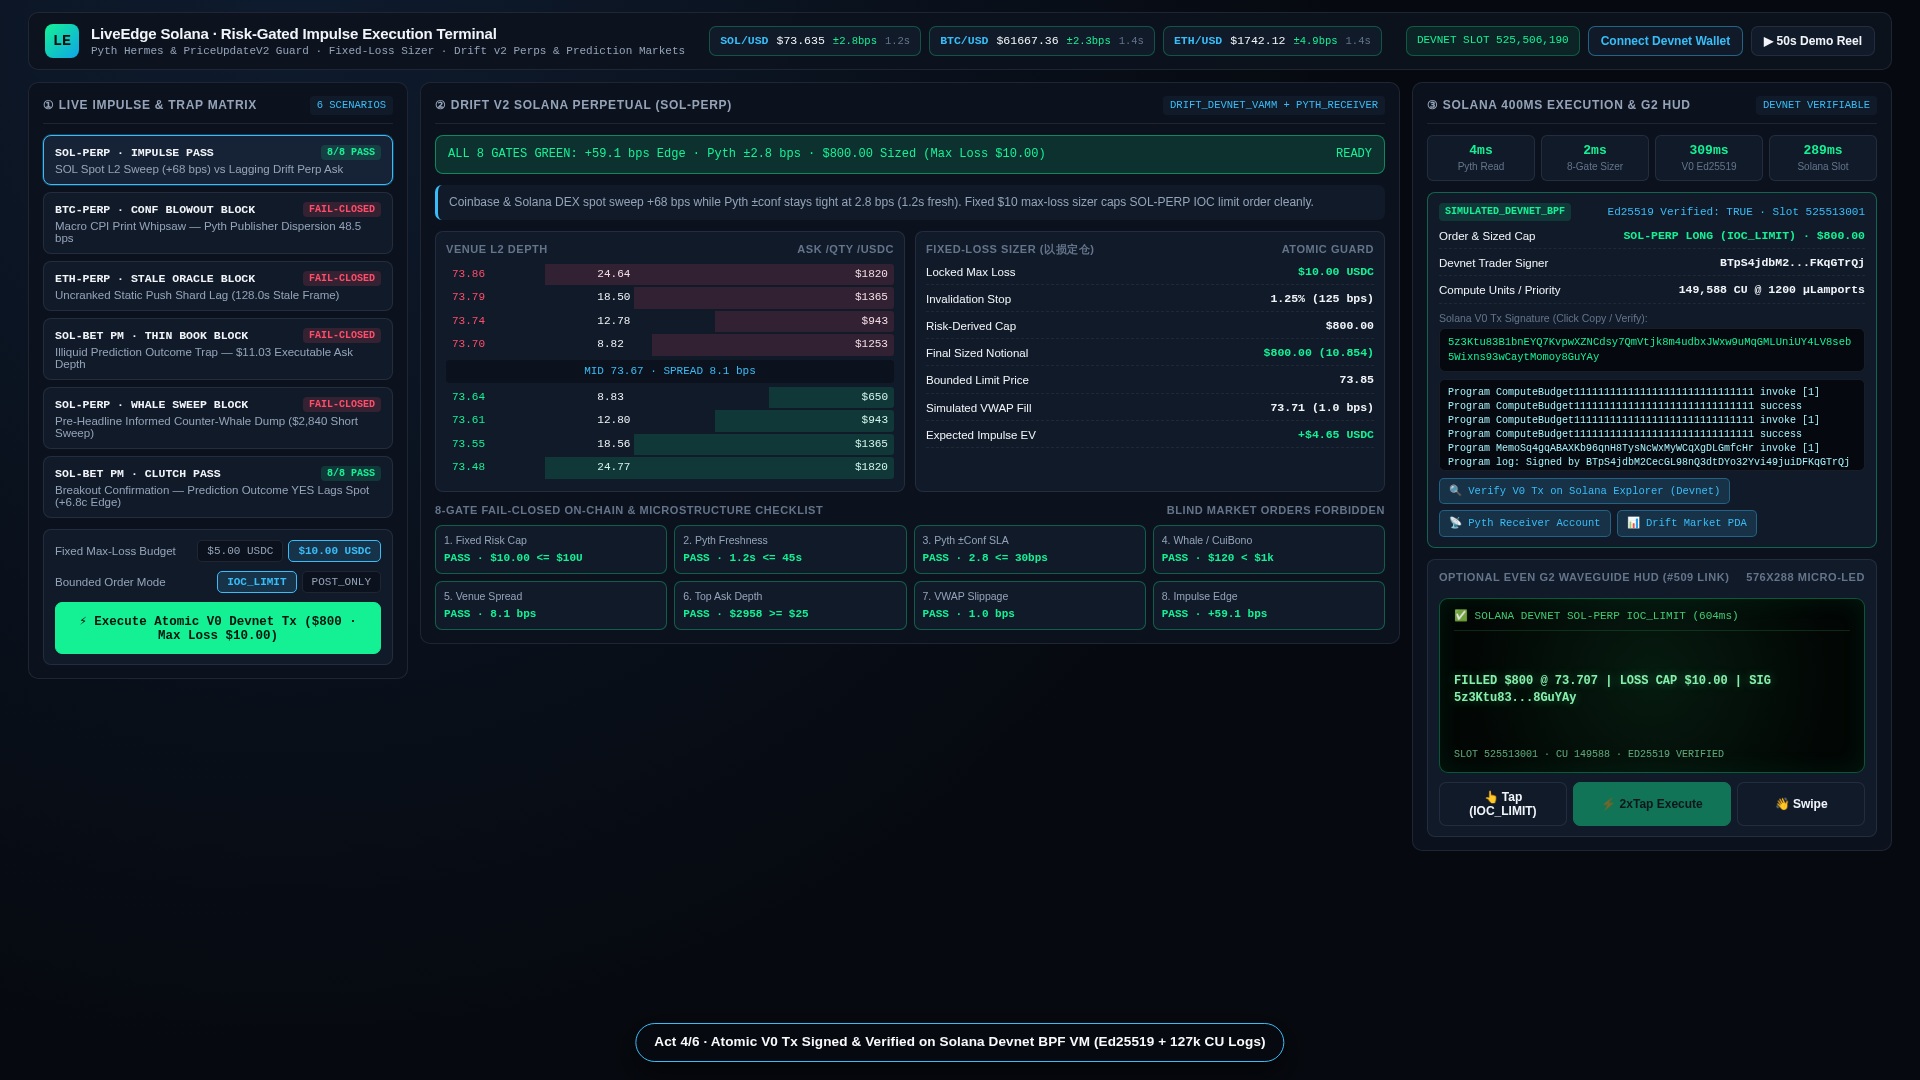 LE
LiveEdge Solana · Risk-Gated Impulse Execution Terminal
Pyth Hermes & PriceUpdateV2 Guard · Fixed-Loss Sizer · Drift v2 Perps & Prediction Markets
SOL/USD $73.635 ±2.8bps 1.2s
BTC/USD $61667.36 ±2.3bps 1.4s
ETH/USD $1742.12 ±4.9bps 1.4s
DEVNET SLOT 525,506,190
Connect Devnet Wallet
▶ 50s Demo Reel
① LIVE IMPULSE & TRAP MATRIX
6 SCENARIOS
SOL-PERP · IMPULSE PASS
8/8 PASS
SOL Spot L2 Sweep (+68 bps) vs Lagging Drift Perp Ask
BTC-PERP · CONF BLOWOUT BLOCK
FAIL-CLOSED
Macro CPI Print Whipsaw — Pyth Publisher Dispersion 48.5
bps
ETH-PERP · STALE ORACLE BLOCK
FAIL-CLOSED
Uncranked Static Push Shard Lag (128.0s Stale Frame)
SOL-BET PM · THIN BOOK BLOCK
FAIL-CLOSED
Illiquid Prediction Outcome Trap — $11.03 Executable Ask
Depth
SOL-PERP · WHALE SWEEP BLOCK
FAIL-CLOSED
Pre-Headline Informed Counter-Whale Dump ($2,840 Short
Sweep)
SOL-BET PM · CLUTCH PASS
8/8 PASS
Breakout Confirmation — Prediction Outcome YES Lags Spot
(+6.8c Edge)
Fixed Max-Loss Budget
$5.00 USDC
$10.00 USDC
Bounded Order Mode
IOC_LIMIT
POST_ONLY
⚡ Execute Atomic V0 Devnet Tx ($800 ·
Max Loss $10.00)
② DRIFT V2 SOLANA PERPETUAL (SOL-PERP)
DRIFT_DEVNET_VAMM + PYTH_RECEIVER
ALL 8 GATES GREEN: +59.1 bps Edge · Pyth ±2.8 bps · $800.00 Sized (Max Loss $10.00)
READY
Coinbase & Solana DEX spot sweep +68 bps while Pyth ±conf stays tight at 2.8 bps (1.2s fresh). Fixed $10 max-loss sizer caps SOL-PERP IOC limit order cleanly.
VENUE L2 DEPTH
ASK /QTY /USDC
73.86 24.64 $1820
73.79 18.50 $1365
73.74 12.78 $943
73.70 8.82 $1253
MID 73.67 · SPREAD 8.1 bps
73.64 8.83 $650
73.61 12.80 $943
73.55 18.56 $1365
73.48 24.77 $1820
FIXED-LOSS SIZER (以损定仓)
ATOMIC GUARD
Locked Max Loss $10.00 USDC
Invalidation Stop 1.25% (125 bps)
Risk-Derived Cap $800.00
Final Sized Notional $800.00 (10.854)
Bounded Limit Price 73.85
Simulated VWAP Fill 73.71 (1.0 bps)
Expected Impulse EV +$4.65 USDC
8-GATE FAIL-CLOSED ON-CHAIN & MICROSTRUCTURE CHECKLIST
BLIND MARKET ORDERS FORBIDDEN
1. Fixed Risk Cap
PASS · $10.00 <= $10U
2. Pyth Freshness
PASS · 1.2s <= 45s
3. Pyth ±Conf SLA
PASS · 2.8 <= 30bps
4. Whale / CuiBono
PASS · $120 < $1k
5. Venue Spread
PASS · 8.1 bps
6. Top Ask Depth
PASS · $2958 >= $25
7. VWAP Slippage
PASS · 1.0 bps
8. Impulse Edge
PASS · +59.1 bps
③ SOLANA 400MS EXECUTION & G2 HUD
DEVNET VERIFIABLE
4ms
Pyth Read
2ms
8-Gate Sizer
309ms
V0 Ed25519
289ms
Solana Slot
SIMULATED_DEVNET_BPF
Ed25519 Verified: TRUE · Slot 525513001
Order & Sized Cap SOL-PERP LONG (IOC_LIMIT) · $800.00
Devnet Trader Signer BTpS4jdbM2...FKqGTrQj
Compute Units / Priority 149,588 CU @ 1200 µLamports
Solana V0 Tx Signature (Click Copy / Verify):
5z3Ktu83B1bnEYQ7KvpwXZNCdsy7QmVtjk8m4udbxJWxw9uMqGMLUniUY4LV8seb
5Wixns93wCaytMomoy8GuYAy
Program ComputeBudget111111111111111111111111111111 invoke [1]
Program ComputeBudget111111111111111111111111111111 success
Program ComputeBudget111111111111111111111111111111 invoke [1]
Program ComputeBudget111111111111111111111111111111 success
Program MemoSq4gqABAXKb96qnH8TysNcWxMyWCqXgDLGmfcHr invoke [1]
Program log: Signed by BTpS4jdbM2CecGL98nQ3dtDYo32Yvi49juiDFKqGTrQj
🔍 Verify V0 Tx on Solana Explorer (Devnet)
📡 Pyth Receiver Account
📊 Drift Market PDA
OPTIONAL EVEN G2 WAVEGUIDE HUD (#509 LINK)
576X288 MICRO-LED
✅ SOLANA DEVNET SOL-PERP IOC_LIMIT (604ms)
FILLED $800 @ 73.707 | LOSS CAP $10.00 | SIG
5z3Ktu83...8GuYAy
SLOT 525513001 · CU 149588 · ED25519 VERIFIED
👆 Tap
(IOC_LIMIT)
⚡ 2xTap Execute
👋 Swipe
Act 4/6 · Atomic V0 Tx Signed & Verified on Solana Devnet BPF VM (Ed25519 + 127k CU Logs)